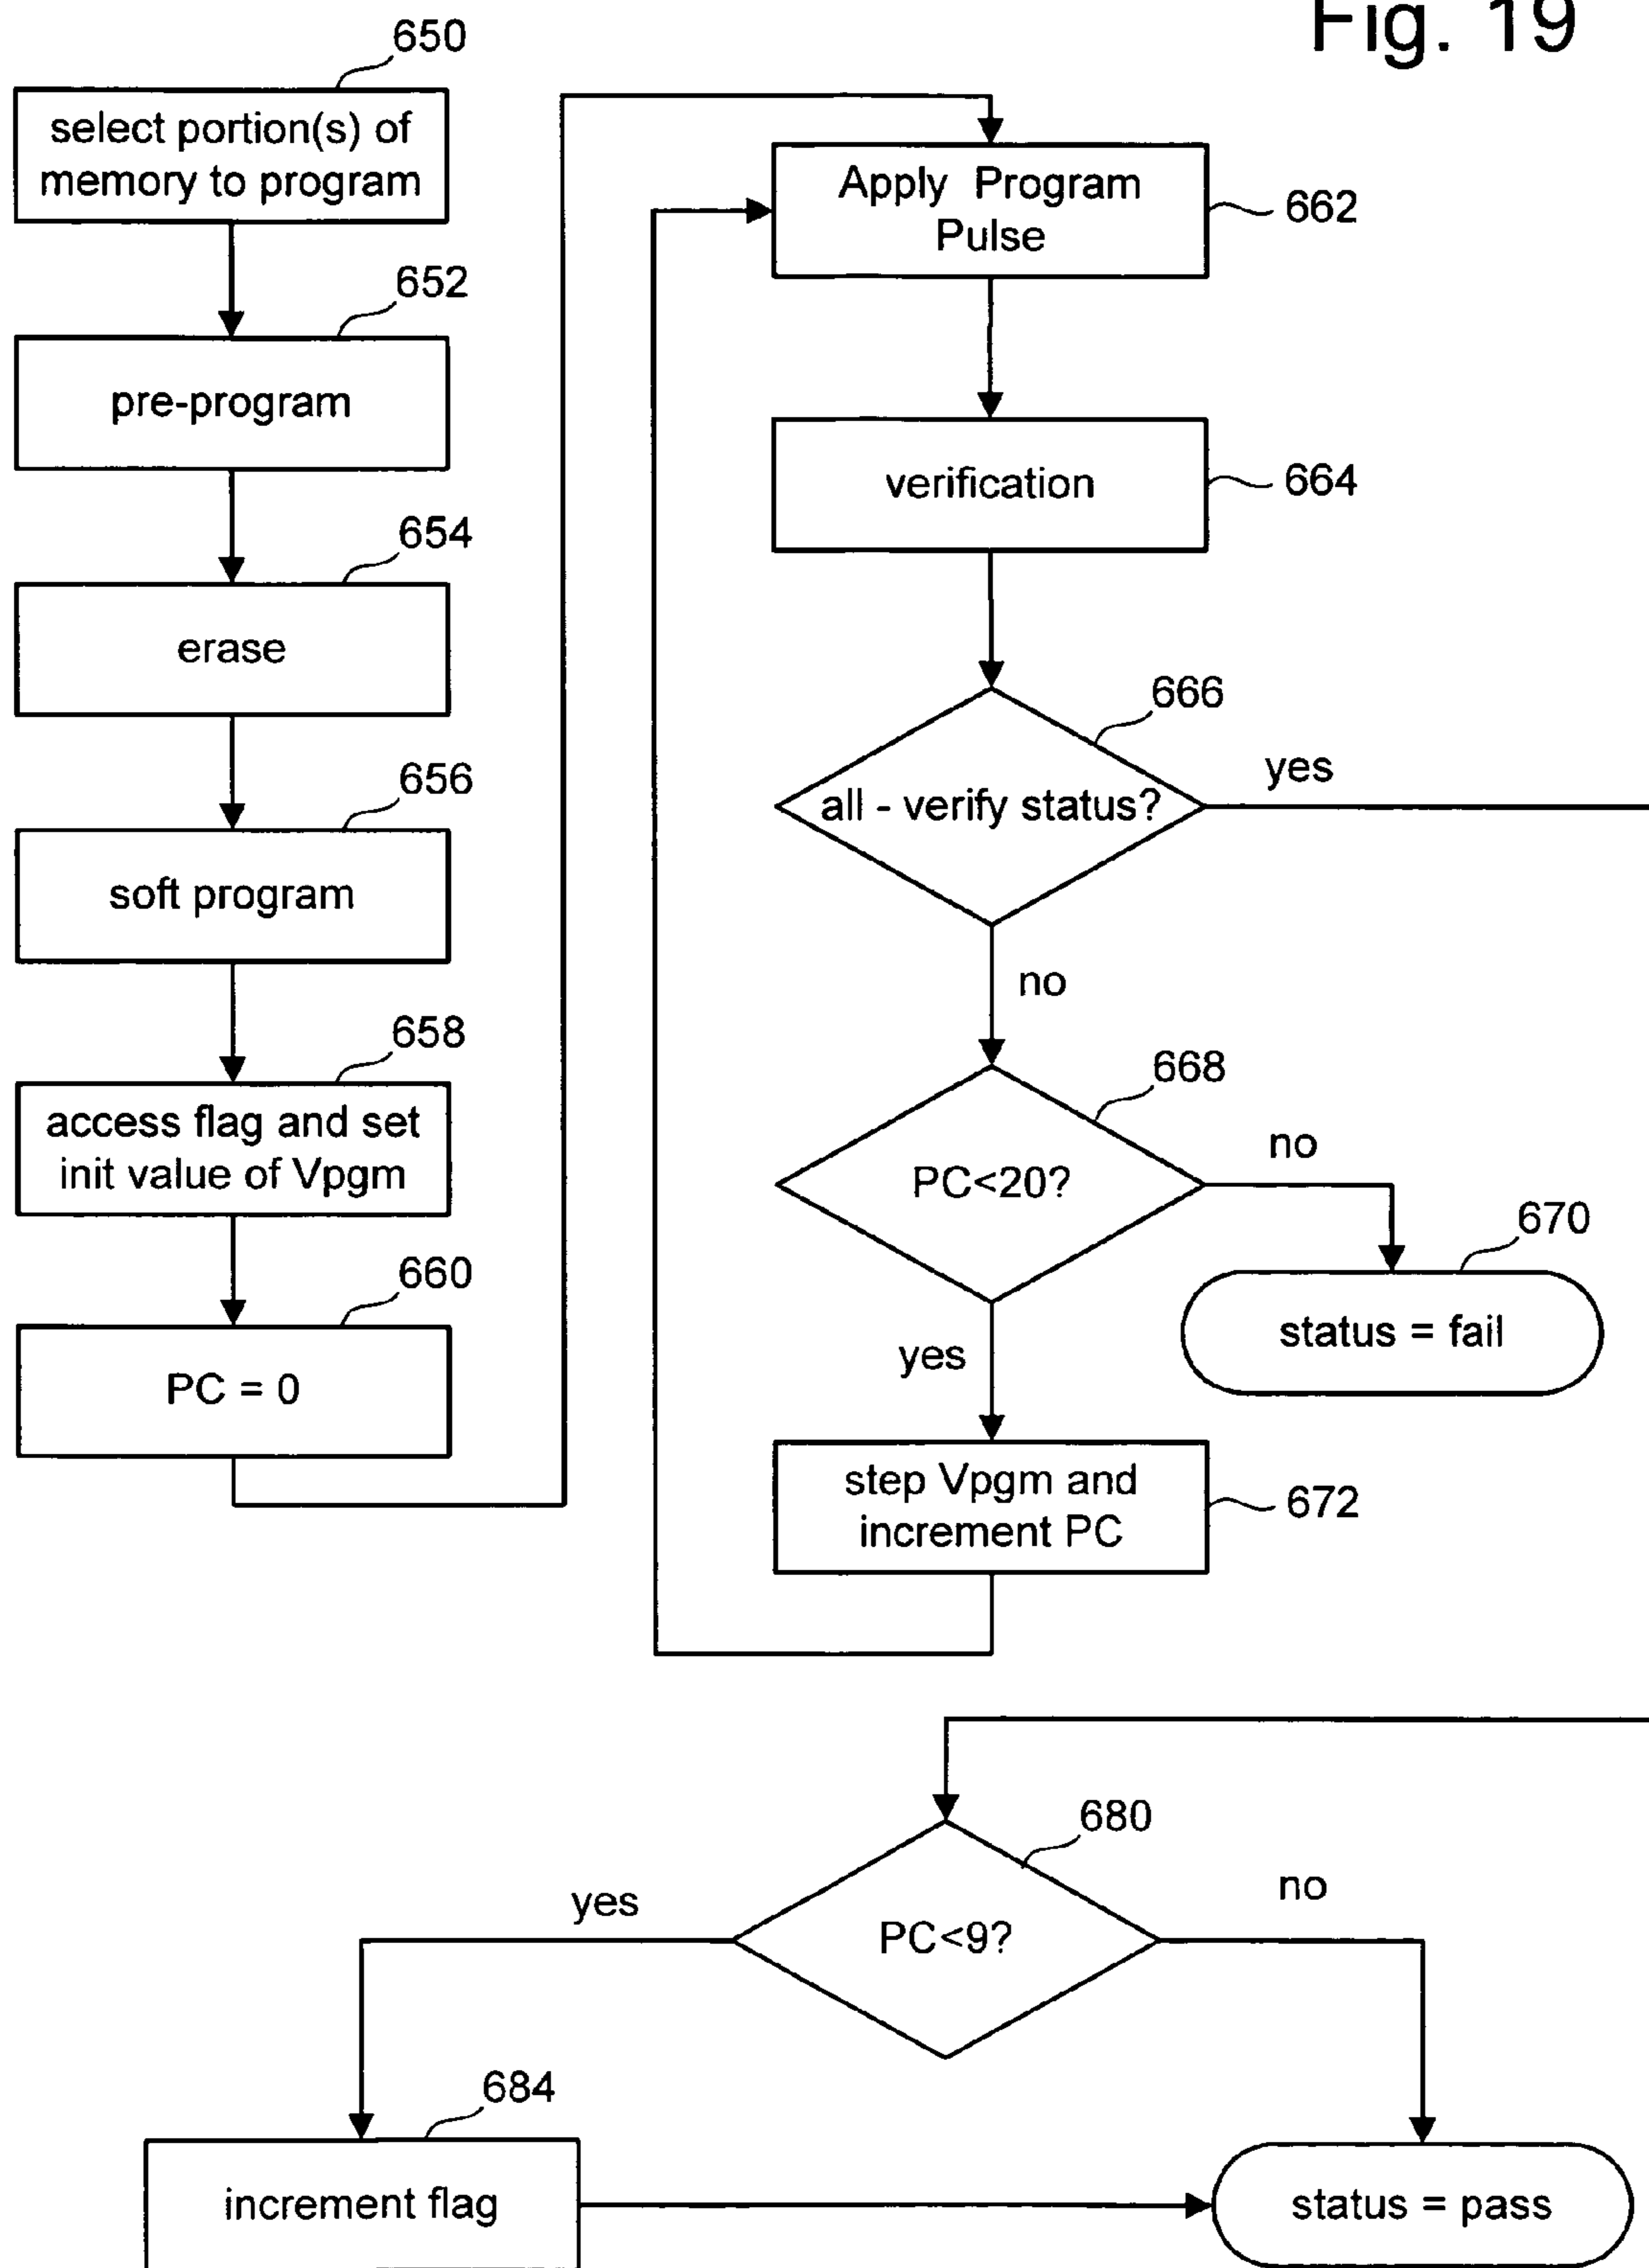 Fig. 19
650
select portion(s) of
memory to program
652
pre-program
654
erase
656
soft program
658
access flag and set
init value of Vpgm
660
PC = 0
Apply Program
Pulse
662
verification
664
666
all - verify status?
yes
no
668
PC<20?
no
670
status = fail
yes
step Vpgm and
increment PC
672
680
PC<9?
yes
no
684
increment flag
status = pass